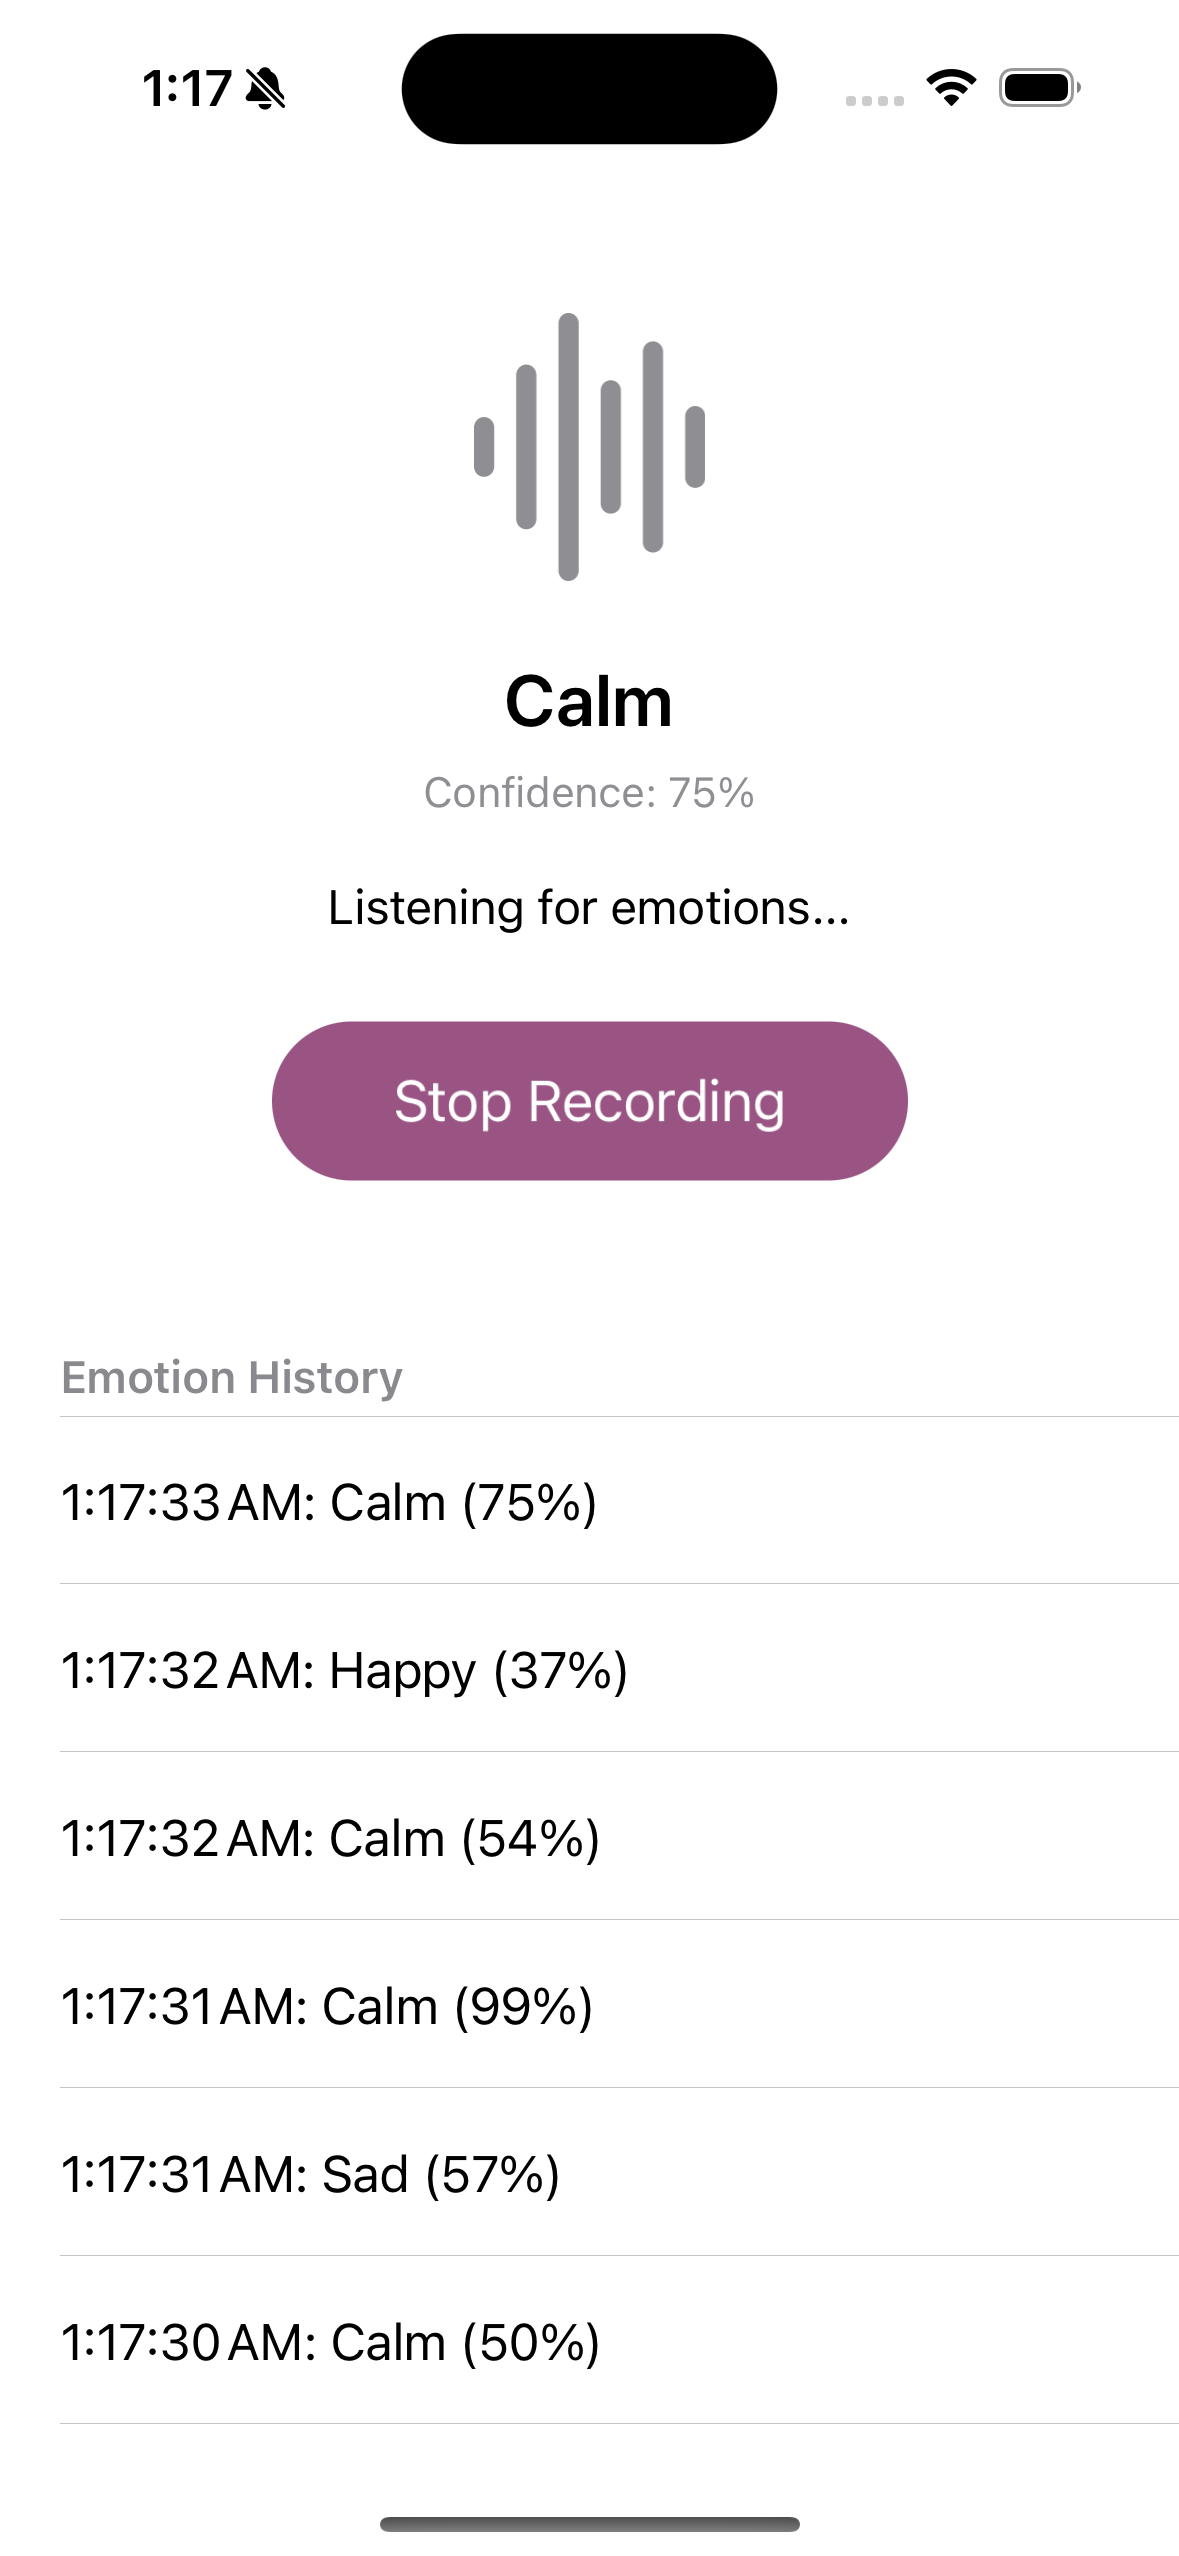 1:17
Calm
Confidence: 75%
Listening for emotions...
Stop Recording
Emotion History
1:17:33 AM: Calm (75%)
1:17:32 AM: Happy (37%)
1:17:32 AM: Calm (54%)
1:17:31 AM: Calm (99%)
1:17:31 AM: Sad (57%)
1:17:30 AM: Calm (50%)